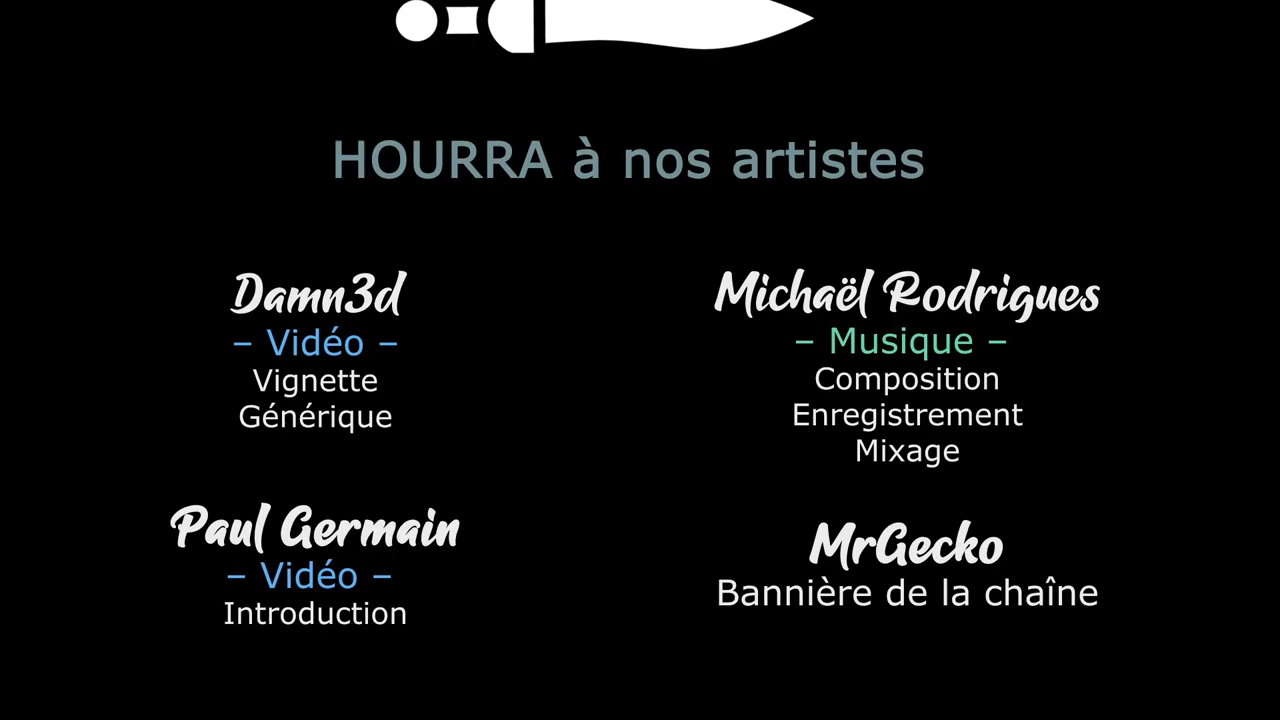 HOURRA à nos artistes
Damn3d
– Vidéo –
Vignette
Générique
Michaël Rodrigues
– Musique –
Composition
Enregistrement
Mixage
Paul Germain
– Vidéo –
Introduction
MrGecko
Bannière de la chaîne